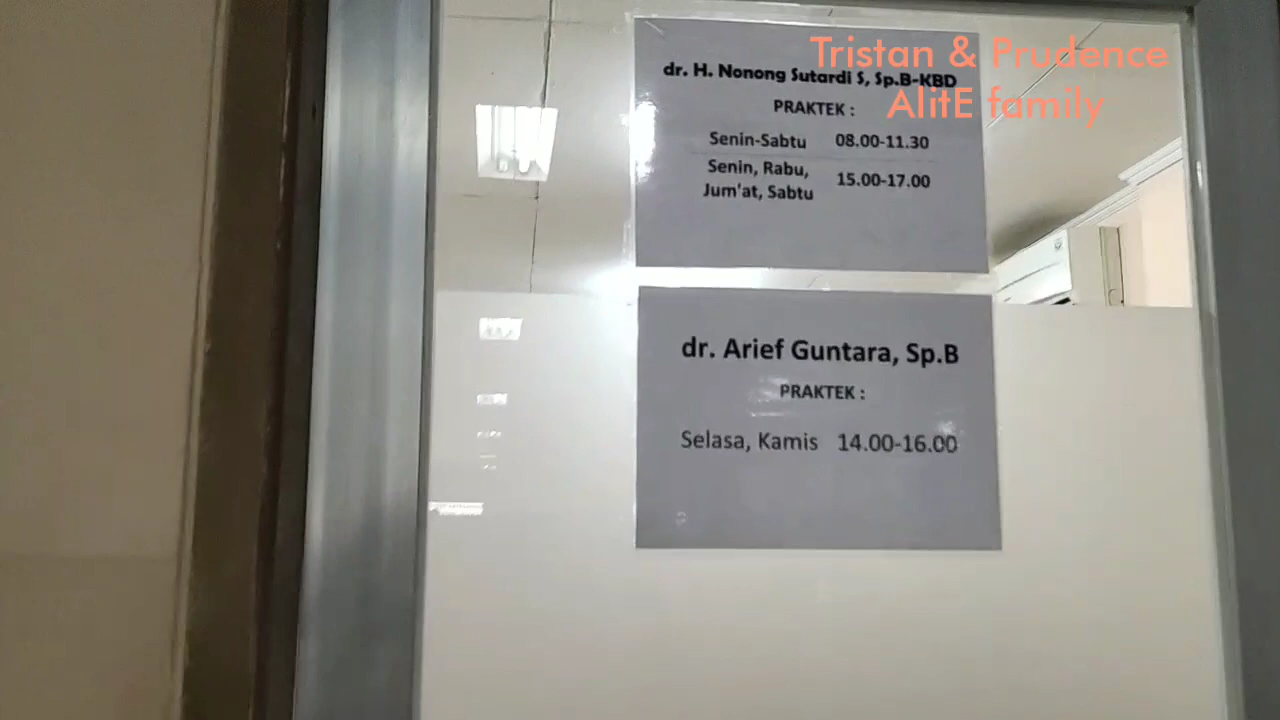 Tristan & Prudence
AlitE family
dr. H. Nonong Sutardi S, Sp.B-KBD
PRAKTEK :
Senin-Sabtu 08.00-11.30
Senin, Rabu,
Jum'at, Sabtu 15.00-17.00
dr. Arief Guntara, Sp.B
PRAKTEK :
Selasa, Kamis 14.00-16.00